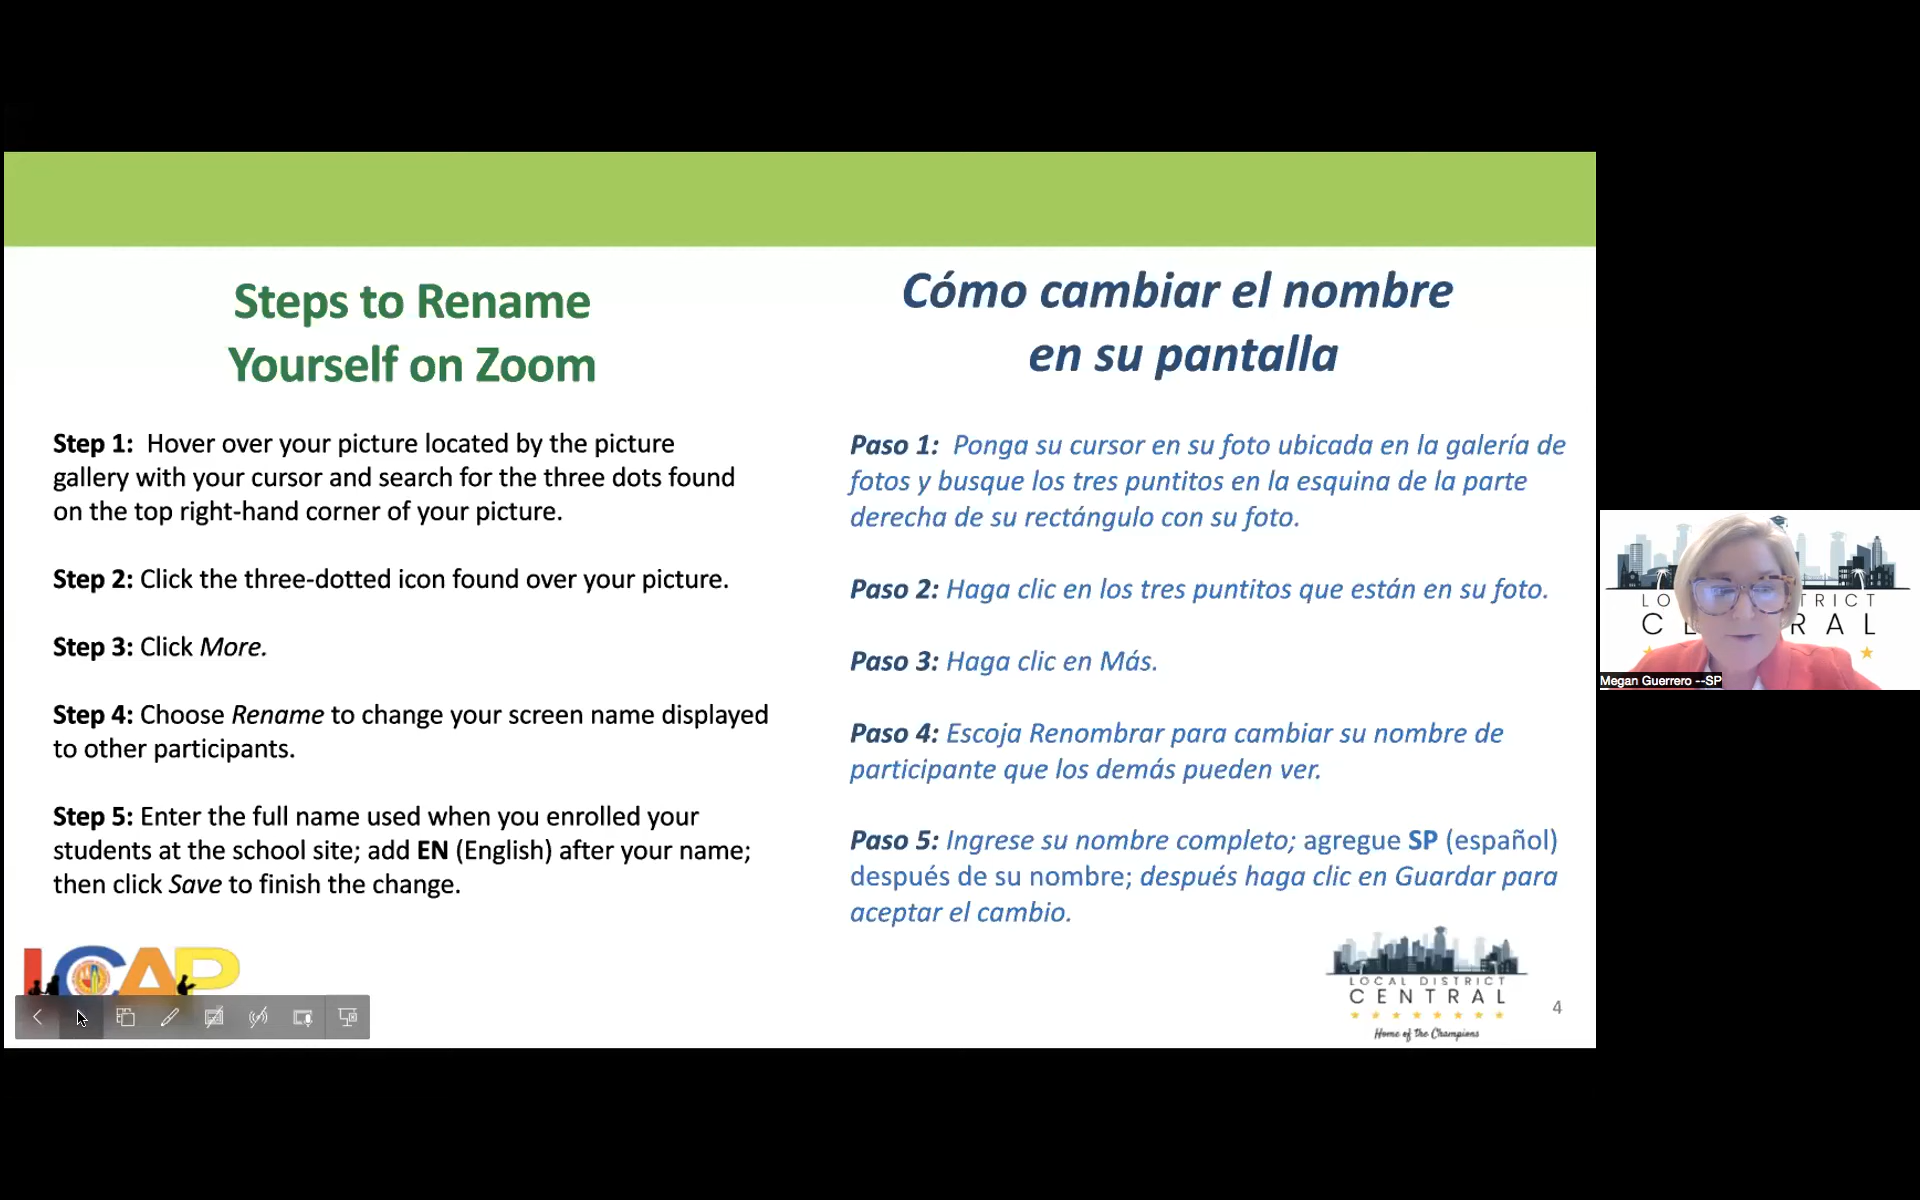 Steps to Rename
Yourself on Zoom
Step 1: Hover over your picture located by the picture
gallery with your cursor and search for the three dots found
on the top right-hand corner of your picture.
Step 2: Click the three-dotted icon found over your picture.
Step 3: Click More.
Step 4: Choose Rename to change your screen name displayed
to other participants.
Step 5: Enter the full name used when you enrolled your
students at the school site; add EN (English) after your name;
then click Save to finish the change.
Cómo cambiar el nombre
en su pantalla
Paso 1: Ponga su cursor en su foto ubicada en la galería de
fotos y busque los tres puntitos en la esquina de la parte
derecha de su rectángulo con su foto.
Paso 2: Haga clic en los tres puntitos que están en su foto.
Paso 3: Haga clic en Más.
Paso 4: Escoja Renombrar para cambiar su nombre de
participante que los demás pueden ver.
Paso 5: Ingrese su nombre completo; agregue SP (español)
después de su nombre; después haga clic en Guardar para
aceptar el cambio.
LCAP
LOCAL DISTRICT
CENTRAL
Home of the Champions
4
LO TRICT
CE RAL
Megan Guerrero --SP